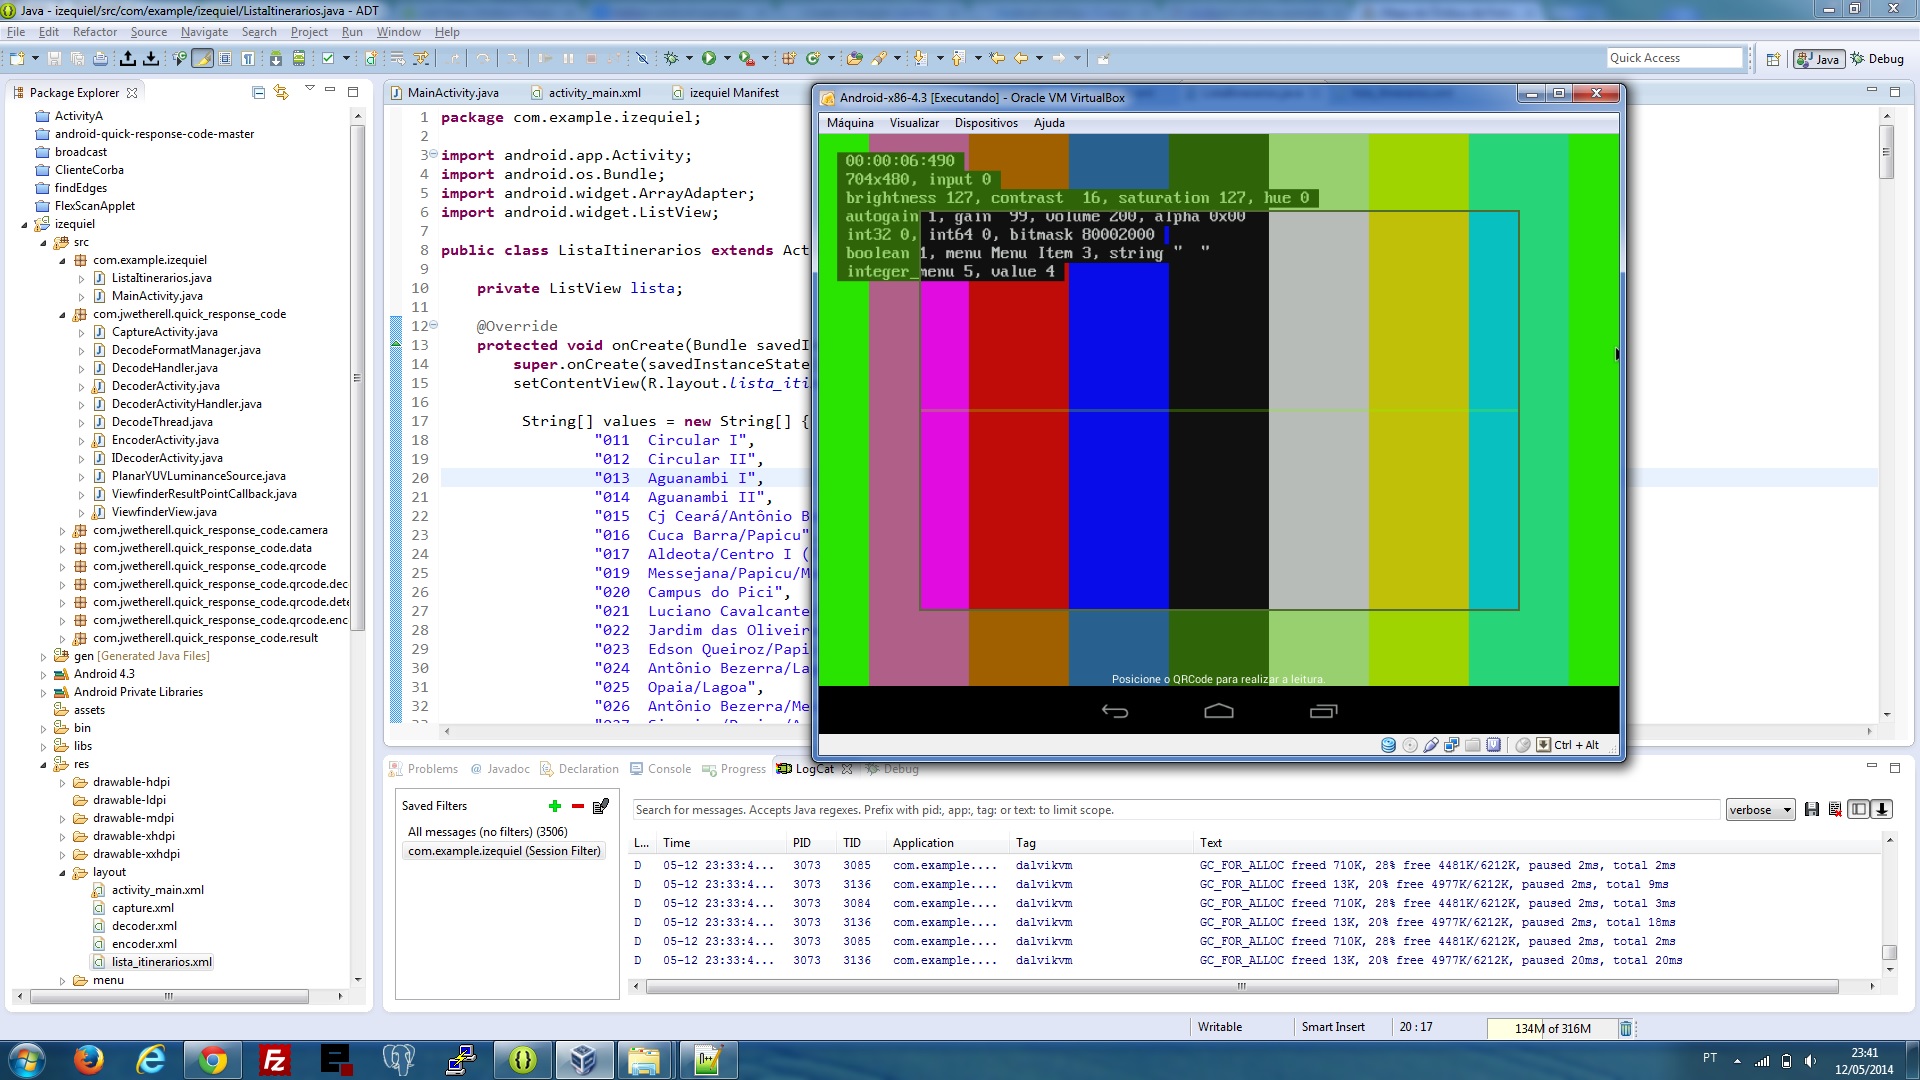 Java - izequiel/src/com/example/izequiel/ListaItinerarios.java - ADT
File Edit Refactor Source Navigate Search Project Run Window Help
Quick Access
Java
Debug
Package Explorer
ActivityA
android-quick-response-code-master
broadcast
ClienteCorba
findEdges
FlexScanApplet
izequiel
src
com.example.izequiel
ListaItinerarios.java
MainActivity.java
com.jwetherell.quick_response_code
CaptureActivity.java
DecodeFormatManager.java
DecodeHandler.java
DecoderActivity.java
DecoderActivityHandler.java
DecodeThread.java
EncoderActivity.java
IDecoderActivity.java
PlanarYUVLuminanceSource.java
ViewfinderResultPointCallback.java
ViewfinderView.java
com.jwetherell.quick_response_code.camera
com.jwetherell.quick_response_code.data
com.jwetherell.quick_response_code.qrcode
com.jwetherell.quick_response_code.qrcode.dec
com.jwetherell.quick_response_code.qrcode.dete
com.jwetherell.quick_response_code.qrcode.enc
com.jwetherell.quick_response_code.result
gen [Generated Java Files]
Android 4.3
Android Private Libraries
assets
bin
libs
res
drawable-hdpi
drawable-ldpi
drawable-mdpi
drawable-xhdpi
drawable-xxhdpi
layout
activity_main.xml
capture.xml
decoder.xml
encoder.xml
lista_itinerarios.xml
menu
MainActivity.java activity_main.xml izequiel Manifest
1 package com.example.izequiel;
2
3 import android.app.Activity;
4 import android.os.Bundle;
5 import android.widget.ArrayAdapter;
6 import android.widget.ListView;
7
8 public class ListaItinerarios extends Act
9
10 private ListView lista;
11
12 @Override
13 protected void onCreate(Bundle savedI
14 super.onCreate(savedInstanceState
15 setContentView(R.layout.lista_iti
16
17 String[] values = new String[] {
18 "011 Circular I",
19 "012 Circular II",
20 "013 Aguanambi I",
21 "014 Aguanambi II",
22 "015 Cj Ceará/Antônio B
23 "016 Cuca Barra/Papicu"
24 "017 Aldeota/Centro I (
25 "019 Messejana/Papicu/M
26 "020 Campus do Pici",
27 "021 Luciano Cavalcante
28 "022 Jardim das Oliveir
29 "023 Edson Queiroz/Papi
30 "024 Antônio Bezerra/La
31 "025 Opaia/Lagoa",
32 "026 Antônio Bezerra/Me
Android-x86-4.3 [Executando] - Oracle VM VirtualBox
Máquina Visualizar Dispositivos Ajuda
00:00:06:490
704x480, input 0
brightness 127, contrast 16, saturation 127, hue 0
autogain 1, gain 99, volume 200, alpha 0x00
int32 0, int64 0, bitmask 80002000
boolean 1, menu Menu Item 3, string " "
integer_menu 5, value 4
Posicione o QRCode para realizar a leitura.
Ctrl + Alt
Problems @ Javadoc Declaration Console Progress LogCat Debug
Saved Filters
All messages (no filters) (3506)
com.example.izequiel (Session Filter)
Search for messages. Accepts Java regexes. Prefix with pid:, app:, tag: or text: to limit scope.
verbose
L... Time PID TID Application Tag Text
D 05-12 23:33:4... 3073 3085 com.example.... dalvikvm GC_FOR_ALLOC freed 710K, 28% free 4481K/6212K, paused 2ms, total 2ms
D 05-12 23:33:4... 3073 3136 com.example.... dalvikvm GC_FOR_ALLOC freed 13K, 20% free 4977K/6212K, paused 2ms, total 9ms
D 05-12 23:33:4... 3073 3084 com.example.... dalvikvm GC_FOR_ALLOC freed 710K, 28% free 4481K/6212K, paused 2ms, total 3ms
D 05-12 23:33:4... 3073 3136 com.example.... dalvikvm GC_FOR_ALLOC freed 13K, 20% free 4977K/6212K, paused 2ms, total 18ms
D 05-12 23:33:4... 3073 3085 com.example.... dalvikvm GC_FOR_ALLOC freed 710K, 28% free 4481K/6212K, paused 2ms, total 2ms
D 05-12 23:33:4... 3073 3136 com.example.... dalvikvm GC_FOR_ALLOC freed 13K, 20% free 4977K/6212K, paused 20ms, total 20ms
Writable Smart Insert 20 : 17 134M of 316M
PT
23:41
12/05/2014